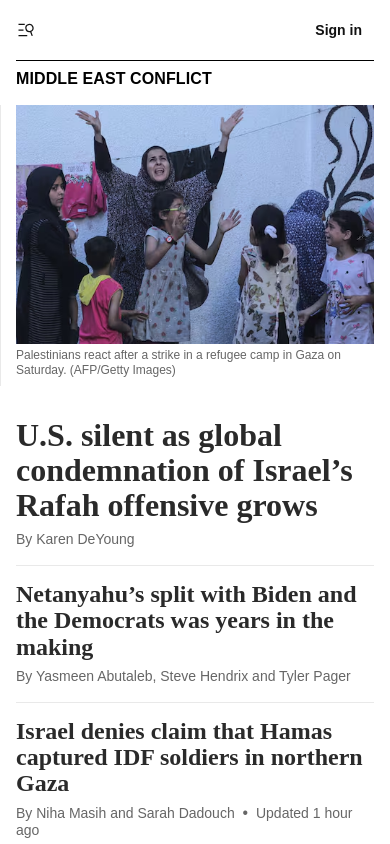 Sign in
MIDDLE EAST CONFLICT
Palestinians react after a strike in a refugee camp in Gaza on
Saturday. (AFP/Getty Images)
U.S. silent as global
condemnation of Israel’s
Rafah offensive grows
By Karen DeYoung
Netanyahu’s split with Biden and
the Democrats was years in the
making
By Yasmeen Abutaleb, Steve Hendrix and Tyler Pager
Israel denies claim that Hamas
captured IDF soldiers in northern
Gaza
By Niha Masih and Sarah Dadouch • Updated 1 hour
ago